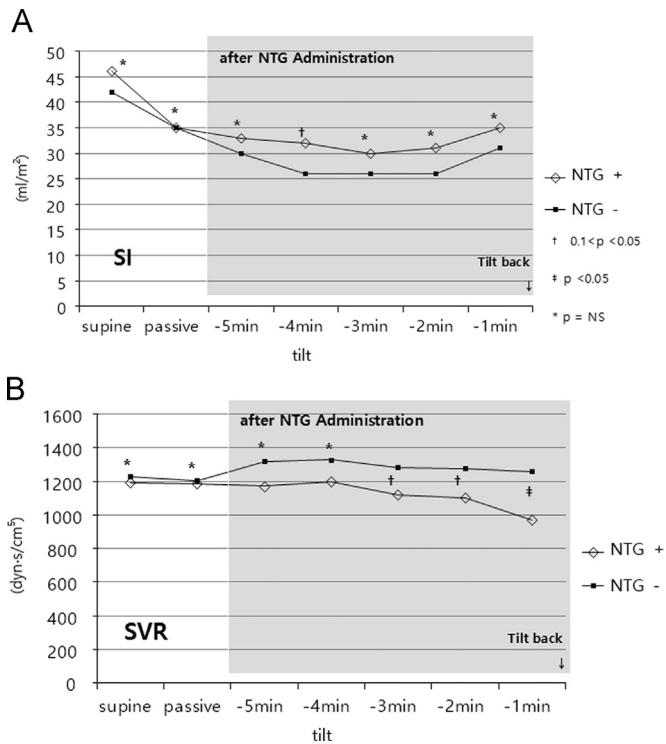 A
50
after NTG Administration
45
40
35
30
25
20
15
10
5
0
(ml/m²)
* * * † * * *
SI
Tilt back
↓
supine passive -5min -4min -3min -2min -1min
tilt
NTG +
NTG -
† 0.1<p <0.05
‡ p <0.05
* p = NS
B
1600
after NTG Administration
1400
1200
1000
800
600
400
200
0
(dyn·s/cm⁵)
* * * * † † ‡
SVR
Tilt back
↓
supine passive -5min -4min -3min -2min -1min
tilt
NTG +
NTG -